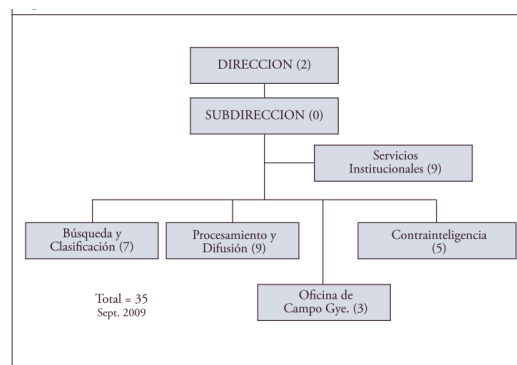 DIRECCION (2)
SUBDIRECCION (0)
Servicios
Institucionales (9)
Búsqueda y
Clasificación (7)
Procesamiento y
Difusión (9)
Contrainteligencia
(5)
Oficina de
Campo Gye. (3)
Total = 35
Sept. 2009